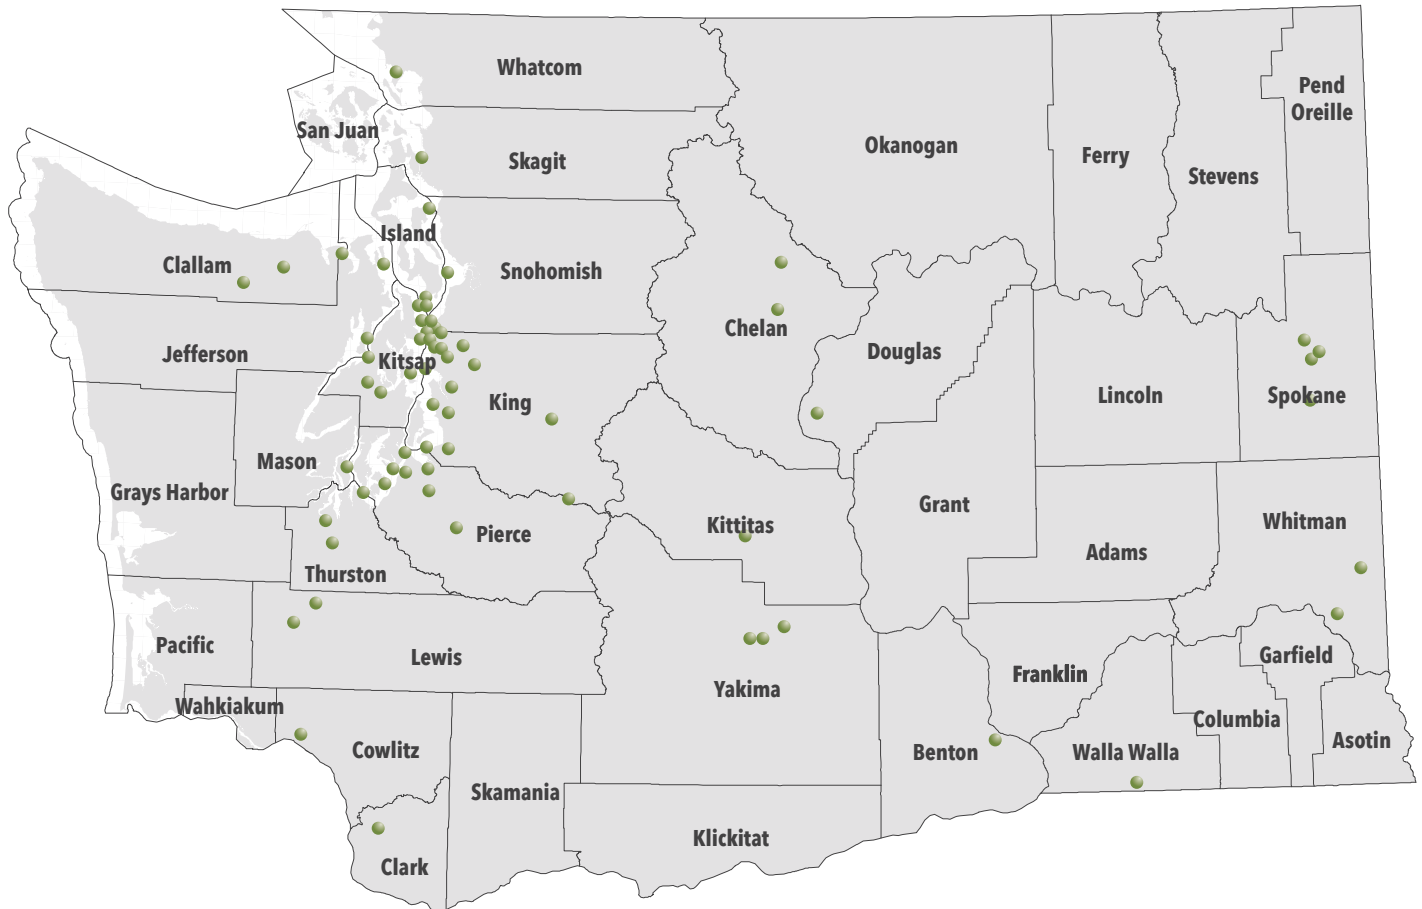 Whatcom
Pend
Oreille
San Juan
Okanogan
Skagit
Ferry
Stevens
Island
Clallam
Snohomish
Chelan
Jefferson
Douglas
Kitsap
Lincoln
Spokane
King
Mason
Grays Harbor
Grant
Whitman
Kittitas
Pierce
Adams
Thurston
Pacific
Lewis
Garfield
Franklin
Yakima
Wahkiakum
Columbia
Asotin
Cowlitz
Benton
Walla Walla
Skamania
Klickitat
Clark